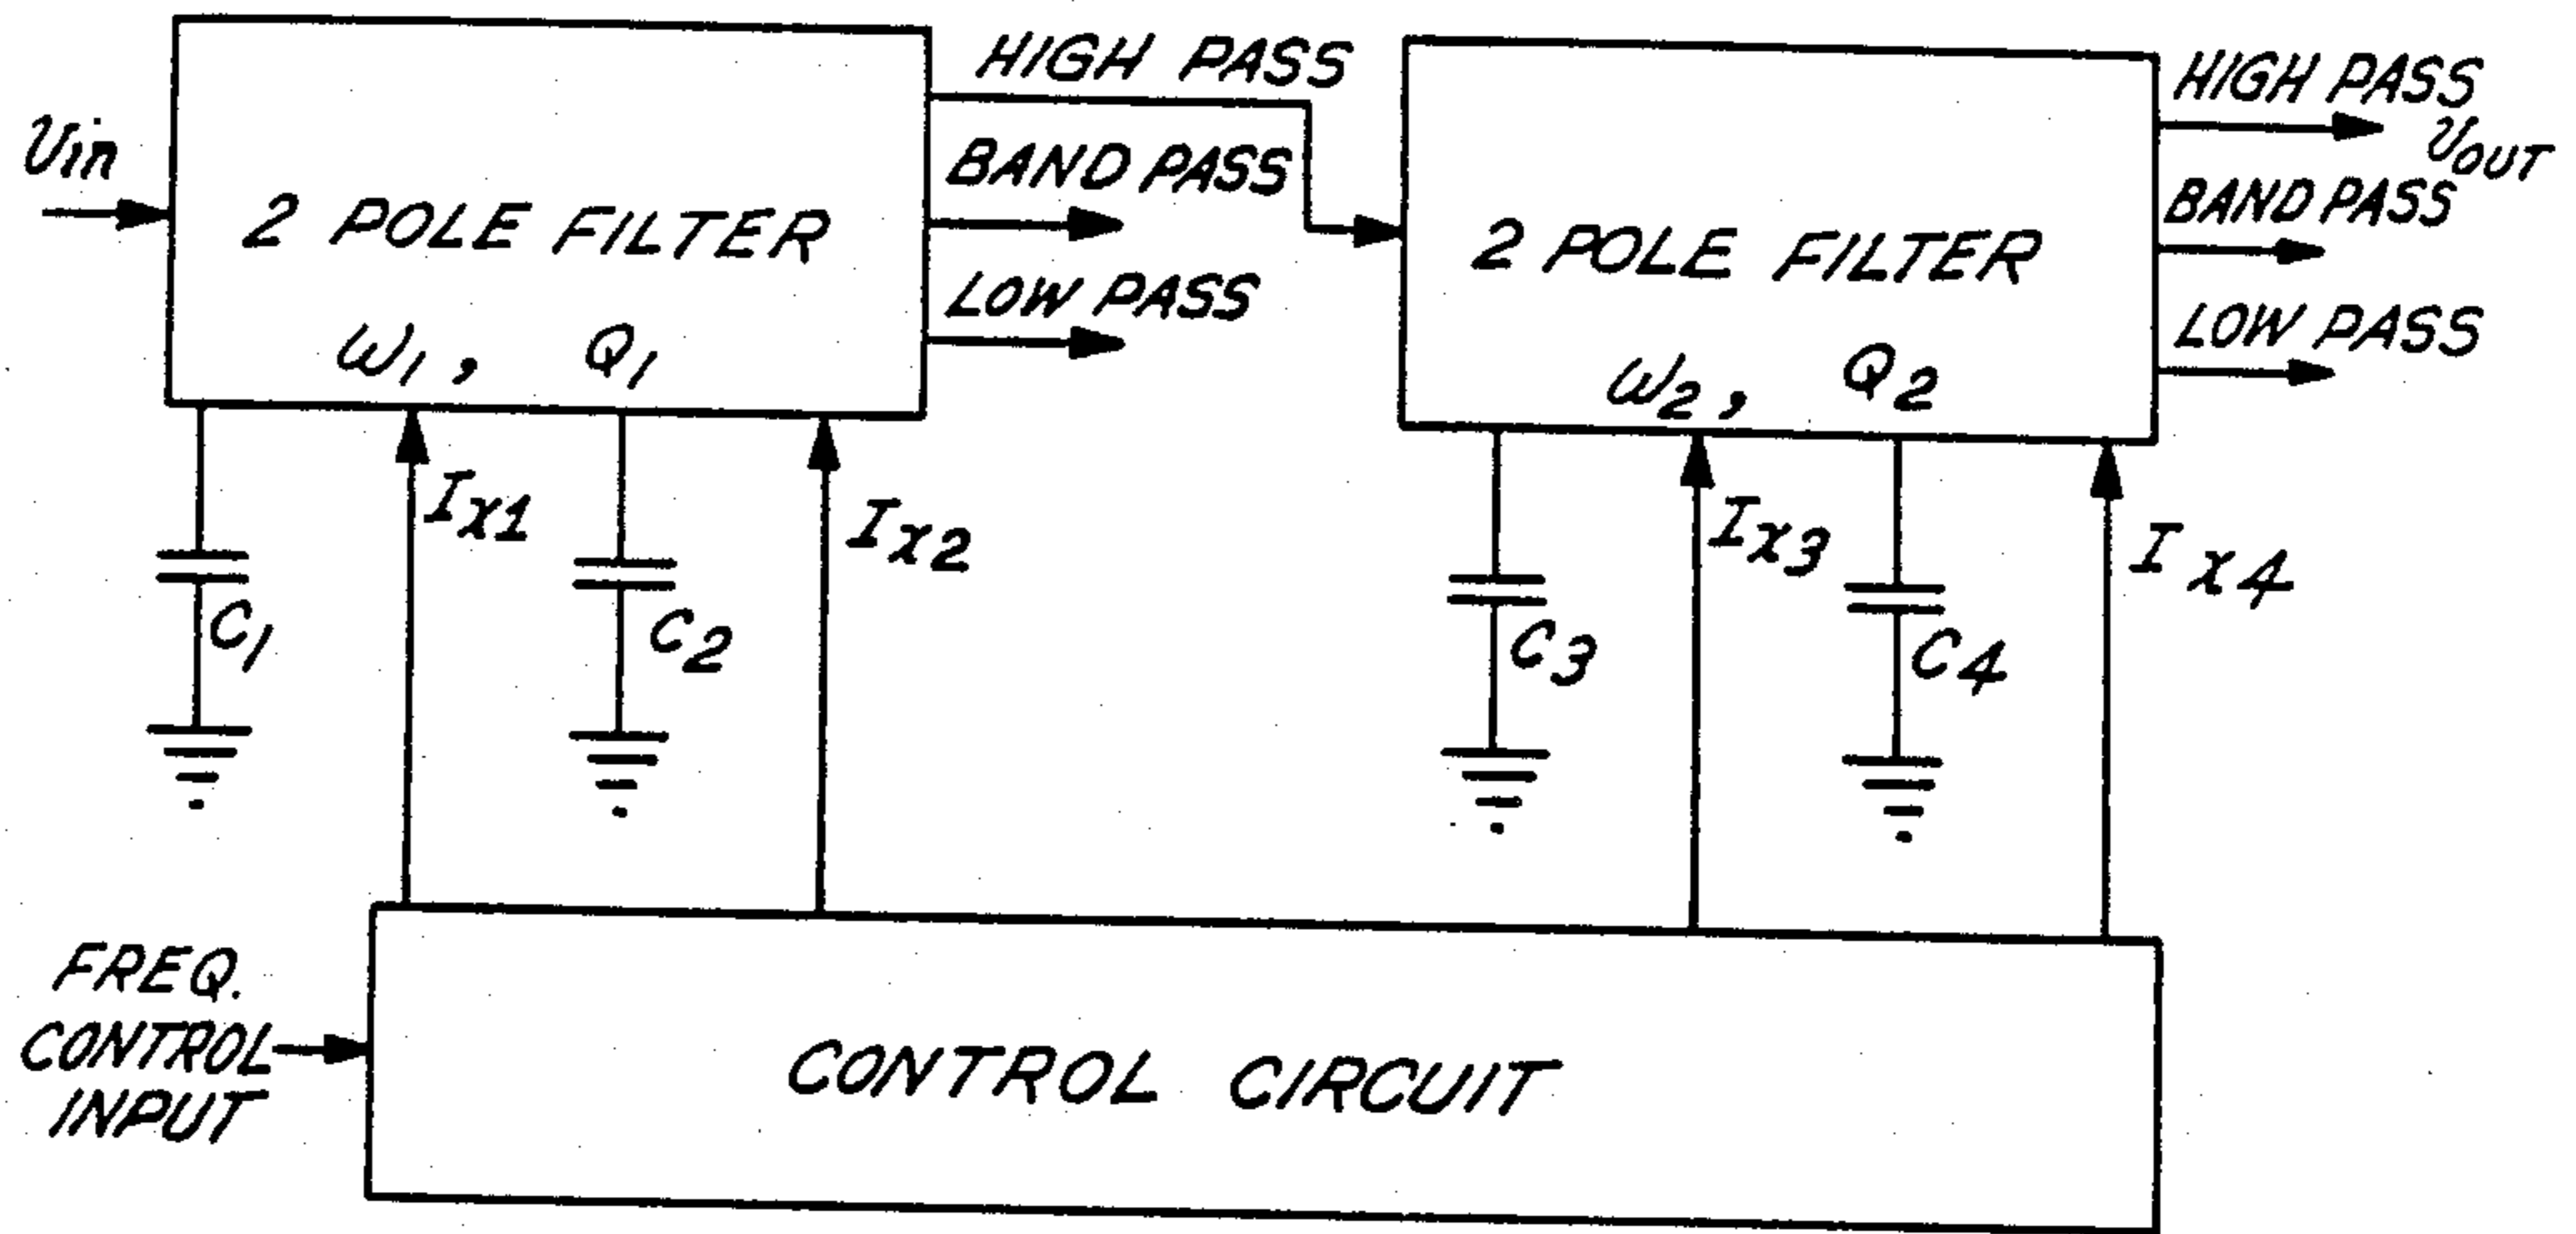 HIGH PASS
HIGH PASS
Vin
BAND PASS
VOUT
2 POLE FILTER
BAND PASS
2 POLE FILTER
LOW PASS
LOW PASS
ω1, Q1
ω2, Q2
IX1
IX2
IX3
IX4
C1
C2
C3
C4
FREQ.
CONTROL
INPUT
CONTROL CIRCUIT